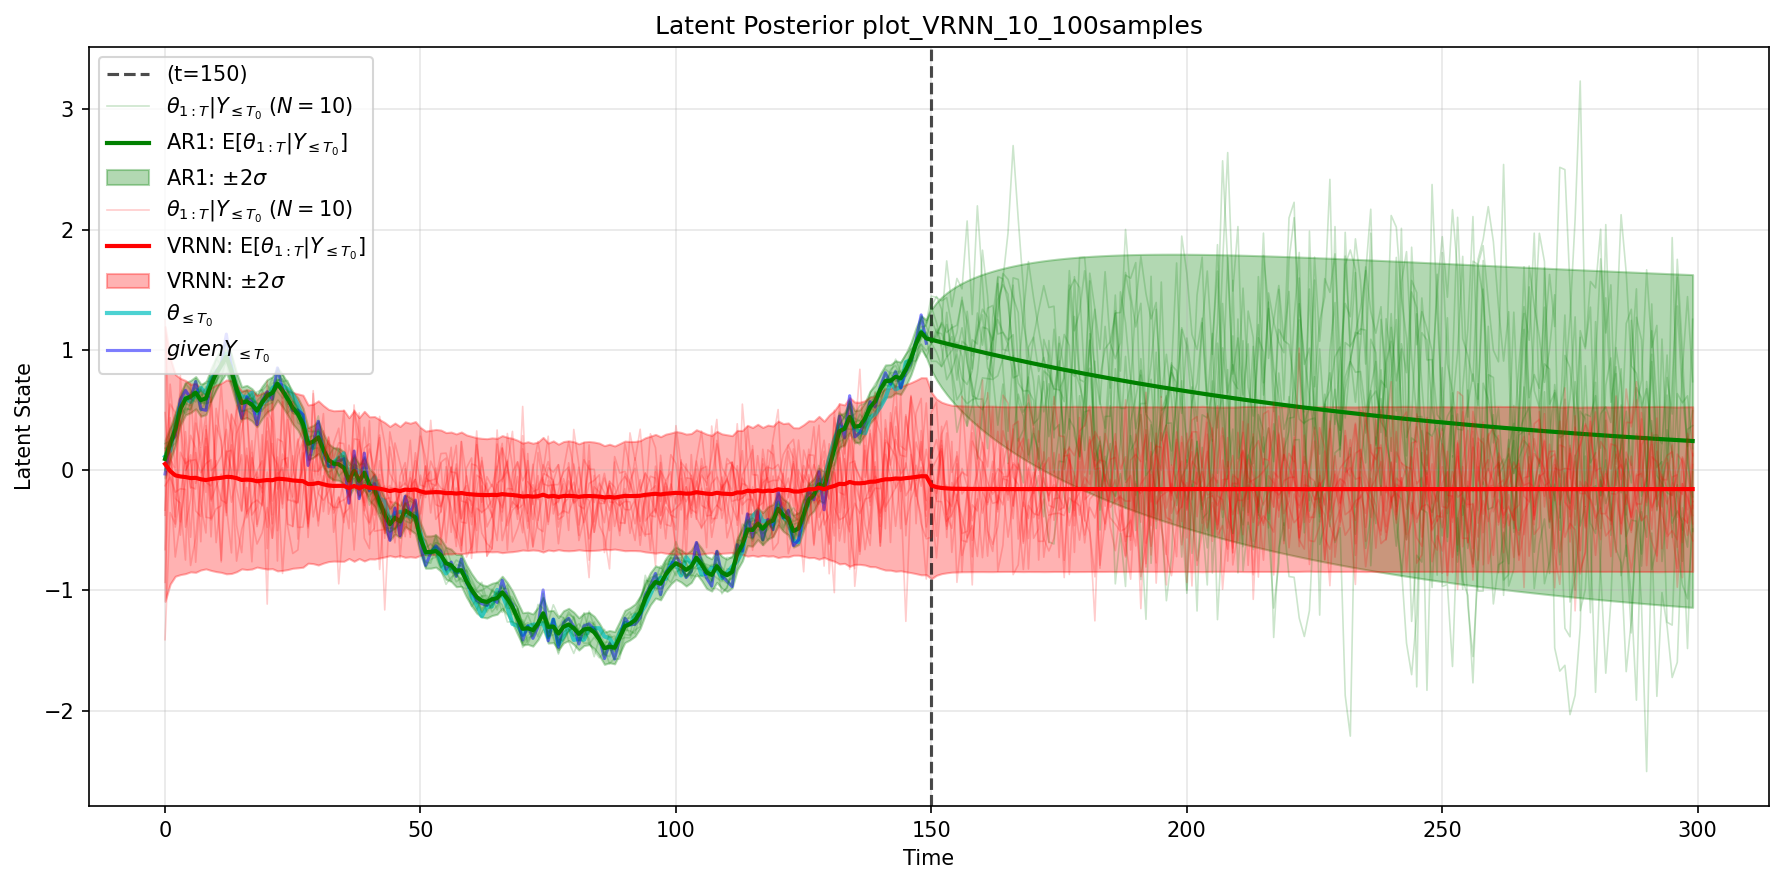 Latent Posterior plot_VRNN_10_100samples
(t=150)
θ₁:T|Y≤T₀ (N = 10)
AR1: E[θ₁:T|Y≤T₀]
AR1: ±2σ
θ₁:T|Y≤T₀ (N = 10)
VRNN: E[θ₁:T|Y≤T₀]
VRNN: ±2σ
θ≤T₀
givenY≤T₀
Latent State
3
2
1
0
−1
−2
0 50 100 150 200 250 300
Time